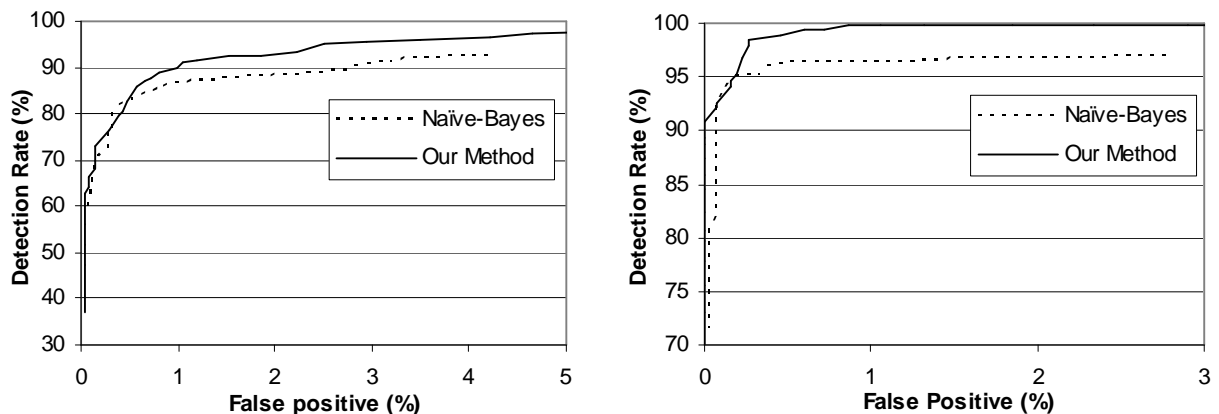 100
90
80
70
60
50
40
30
Detection Rate (%)
0 1 2 3 4 5
False positive (%)
Naïve-Bayes
Our Method
100
95
90
85
80
75
70
Detection Rate (%)
0 1 2 3
False Positive (%)
Naïve-Bayes
Our Method